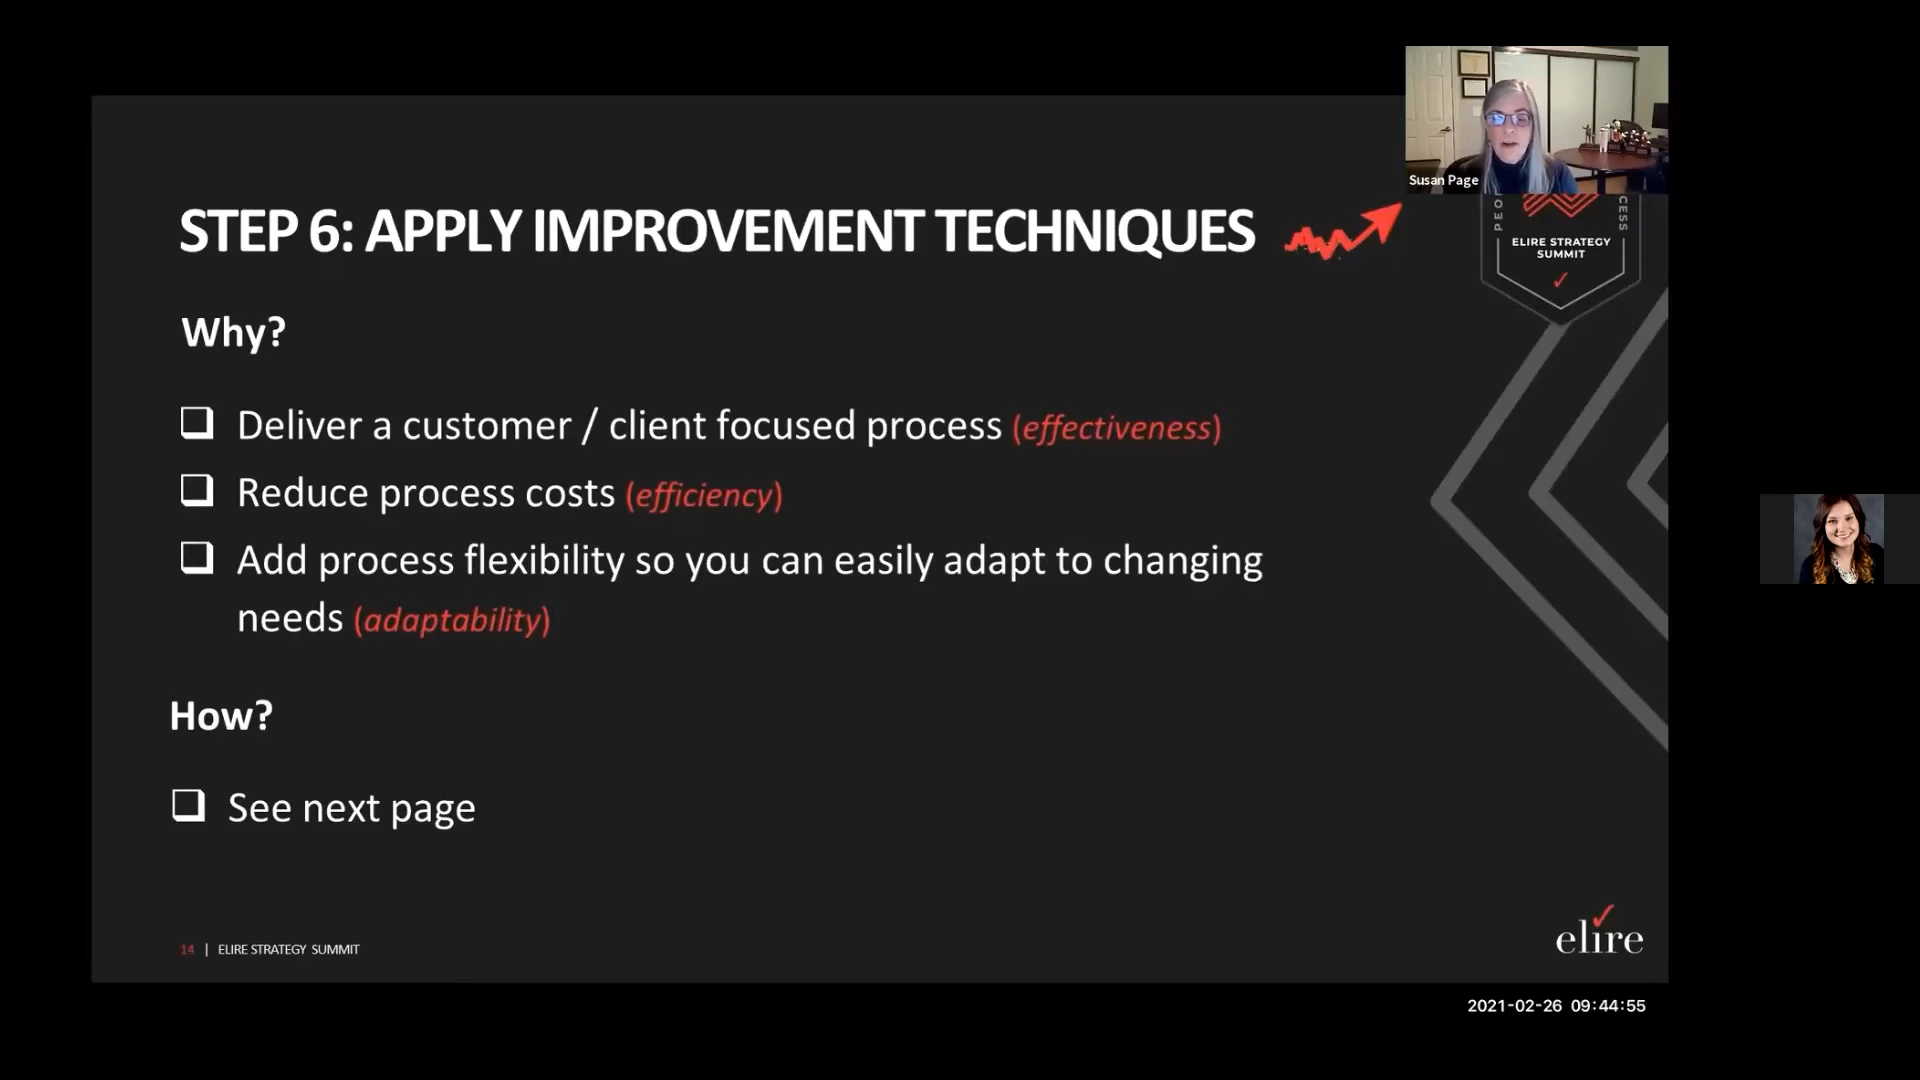 Susan Page
STEP 6: APPLY IMPROVEMENT TECHNIQUES
PEO
CESS
ELIRE STRATEGY
SUMMIT
Why?
Deliver a customer / client focused process (effectiveness)
Reduce process costs (efficiency)
Add process flexibility so you can easily adapt to changing
needs (adaptability)
How?
See next page
14 | ELIRE STRATEGY SUMMIT
elire
2021-02-26 09:44:55